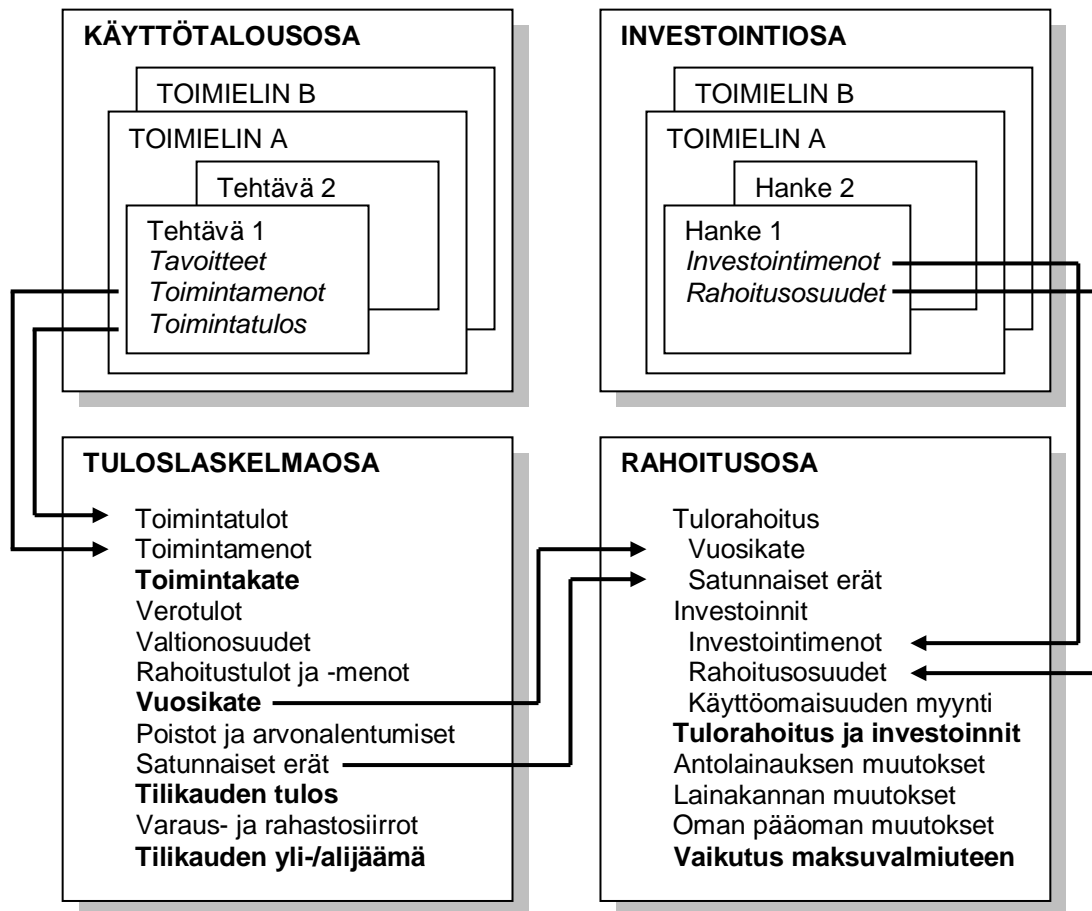 KÄYTTÖTALOUSOSA
TOIMIELIN B
TOIMIELIN A
Tehtävä 2
Tehtävä 1
Tavoitteet
Toimintamenot
Toimintatulos
INVESTOINTIOSA
TOIMIELIN B
TOIMIELIN A
Hanke 2
Hanke 1
Investointimenot
Rahoitusosuudet
TULOSLASKELMAOSA
Toimintatulot
Toimintamenot
Toimintakate
Verotulot
Valtionosuudet
Rahoitustulot ja -menot
Vuosikate
Poistot ja arvonalentumiset
Satunnaiset erät
Tilikauden tulos
Varaus- ja rahastosiirrot
Tilikauden yli-/alijäämä
RAHOITUSOSA
Tulorahoitus
Vuosikate
Satunnaiset erät
Investoinnit
Investointimenot
Rahoitusosuudet
Käyttöomaisuuden myynti
Tulorahoitus ja investoinnit
Antolainauksen muutokset
Lainakannan muutokset
Oman pääoman muutokset
Vaikutus maksuvalmiuteen